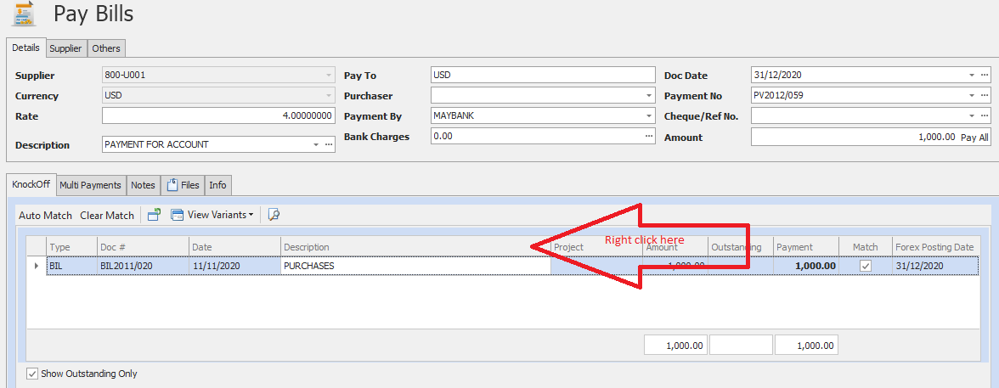 Pay Bills
Details Supplier Others
Supplier 800-U001 Pay To USD Doc Date 31/12/2020
Currency USD Purchaser Payment No PV2012/059
Rate 4.00000000 Payment By MAYBANK Cheque/Ref No.
Description PAYMENT FOR ACCOUNT Bank Charges 0.00 Amount 1,000.00 Pay All
KnockOff Multi Payments Notes Files Info
Auto Match Clear Match View Variants
Right click here
Type Doc # Date Description Project Amount Outstanding Payment Match Forex Posting Date
BIL BIL2011/020 11/11/2020 PURCHASES 1,000.00 1,000.00 31/12/2020
1,000.00 1,000.00
Show Outstanding Only